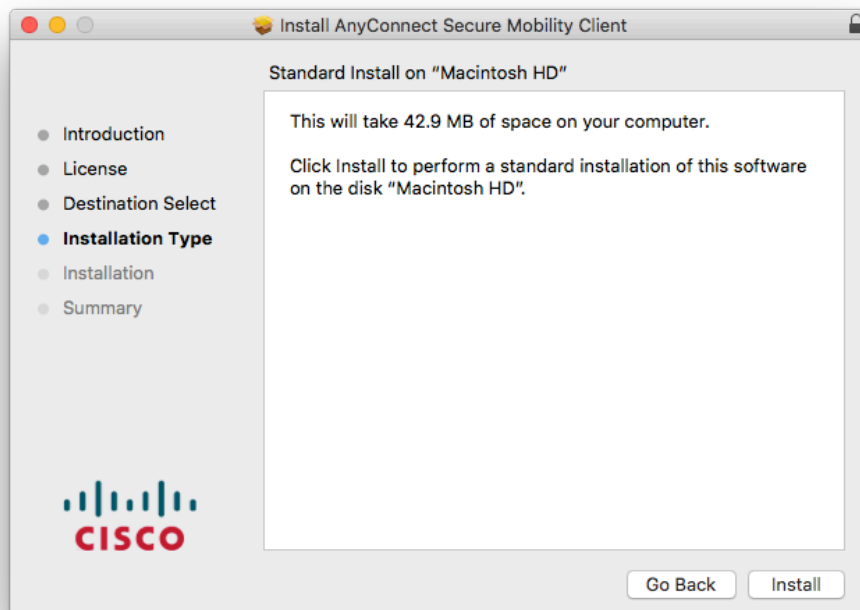 Install AnyConnect Secure Mobility Client
Standard Install on “Macintosh HD”
Introduction
License
Destination Select
Installation Type
Installation
Summary
This will take 42.9 MB of space on your computer.
Click Install to perform a standard installation of this software
on the disk “Macintosh HD”.
CISCO
Go Back
Install